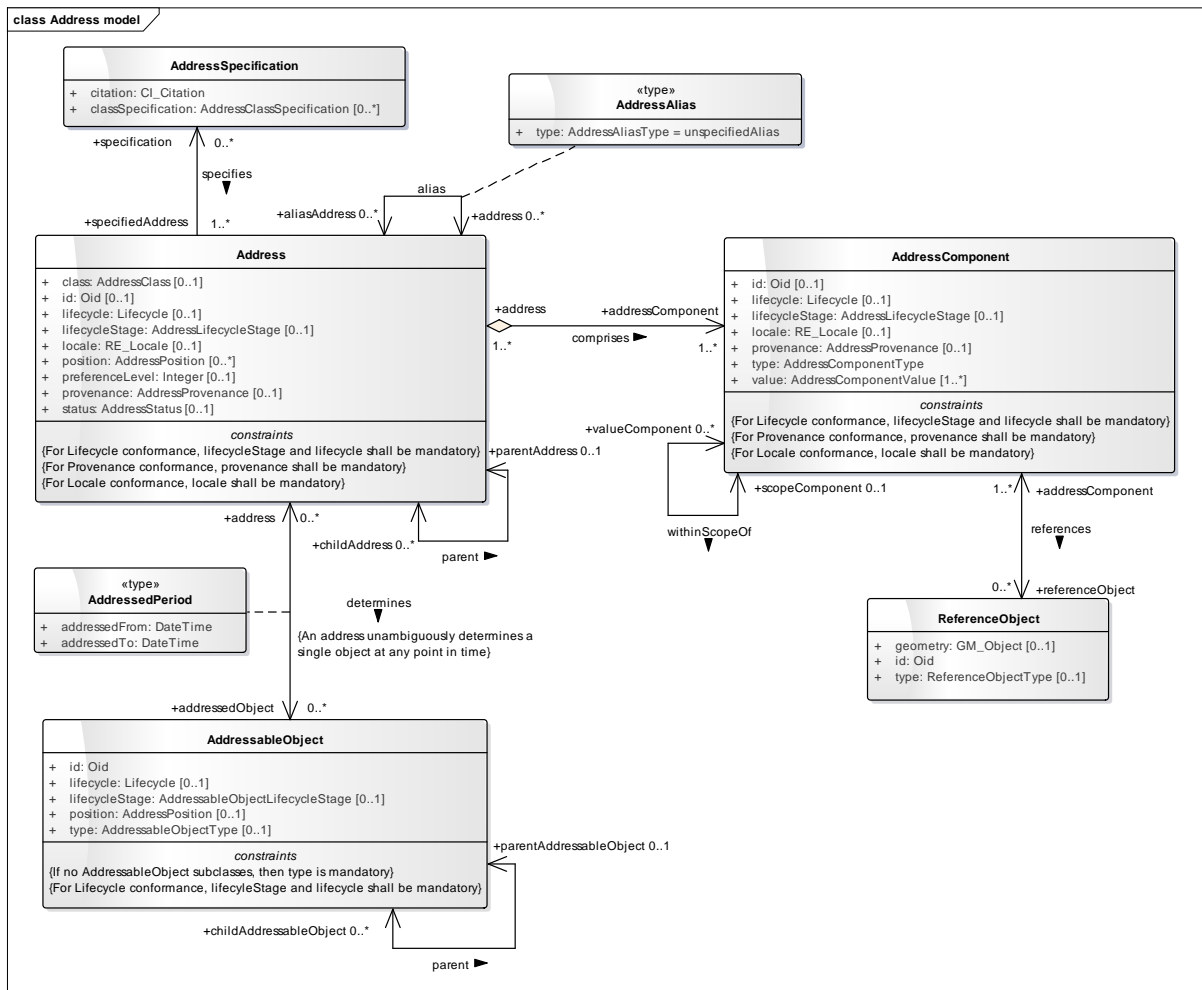 class Address model
AddressSpecification
+ citation: CI_Citation
+ classSpecification: AddressClassSpecification [0..*]
«type»
AddressAlias
+ type: AddressAliasType = unspecifiedAlias
+specification 0..*
specifies
+specifiedAddress 1..*
alias
+aliasAddress 0..*
+address 0..*
Address
+ class: AddressClass [0..1]
+ id: Oid [0..1]
+ lifecycle: Lifecycle [0..1]
+ lifecycleStage: AddressLifecycleStage [0..1]
+ locale: RE_Locale [0..1]
+ position: AddressPosition [0..*]
+ preferenceLevel: Integer [0..1]
+ provenance: AddressProvenance [0..1]
+ status: AddressStatus [0..1]
constraints
{For Lifecycle conformance, lifecycleStage and lifecycle shall be mandatory}
{For Provenance conformance, provenance shall be mandatory}
{For Locale conformance, locale shall be mandatory}
+address
1..*
comprises
+addressComponent
1..*
AddressComponent
+ id: Oid [0..1]
+ lifecycle: Lifecycle [0..1]
+ lifecycleStage: AddressLifecycleStage [0..1]
+ locale: RE_Locale [0..1]
+ provenance: AddressProvenance [0..1]
+ type: AddressComponentType
+ value: AddressComponentValue [1..*]
constraints
{For Lifecycle conformance, lifecycleStage and lifecycle shall be mandatory}
{For Provenance conformance, provenance shall be mandatory}
{For Locale conformance, locale shall be mandatory}
+valueComponent 0..*
+scopeComponent 0..1
withinScopeOf
+parentAddress 0..1
+childAddress 0..*
parent
1..* +addressComponent
references
0..* +referenceObject
ReferenceObject
+ geometry: GM_Object [0..1]
+ id: Oid
+ type: ReferenceObjectType [0..1]
+address 0..*
«type»
AddressedPeriod
+ addressedFrom: DateTime
+ addressedTo: DateTime
determines
{An address unambiguously determines a
single object at any point in time}
+addressedObject 0..*
AddressableObject
+ id: Oid
+ lifecycle: Lifecycle [0..1]
+ lifecycleStage: AddressableObjectLifecycleStage [0..1]
+ position: AddressPosition [0..1]
+ type: AddressableObjectType [0..1]
constraints
{If no AddressableObject subclasses, then type is mandatory}
{For Lifecycle conformance, lifecyleStage and lifecycle shall be mandatory}
+parentAddressableObject 0..1
+childAddressableObject 0..*
parent